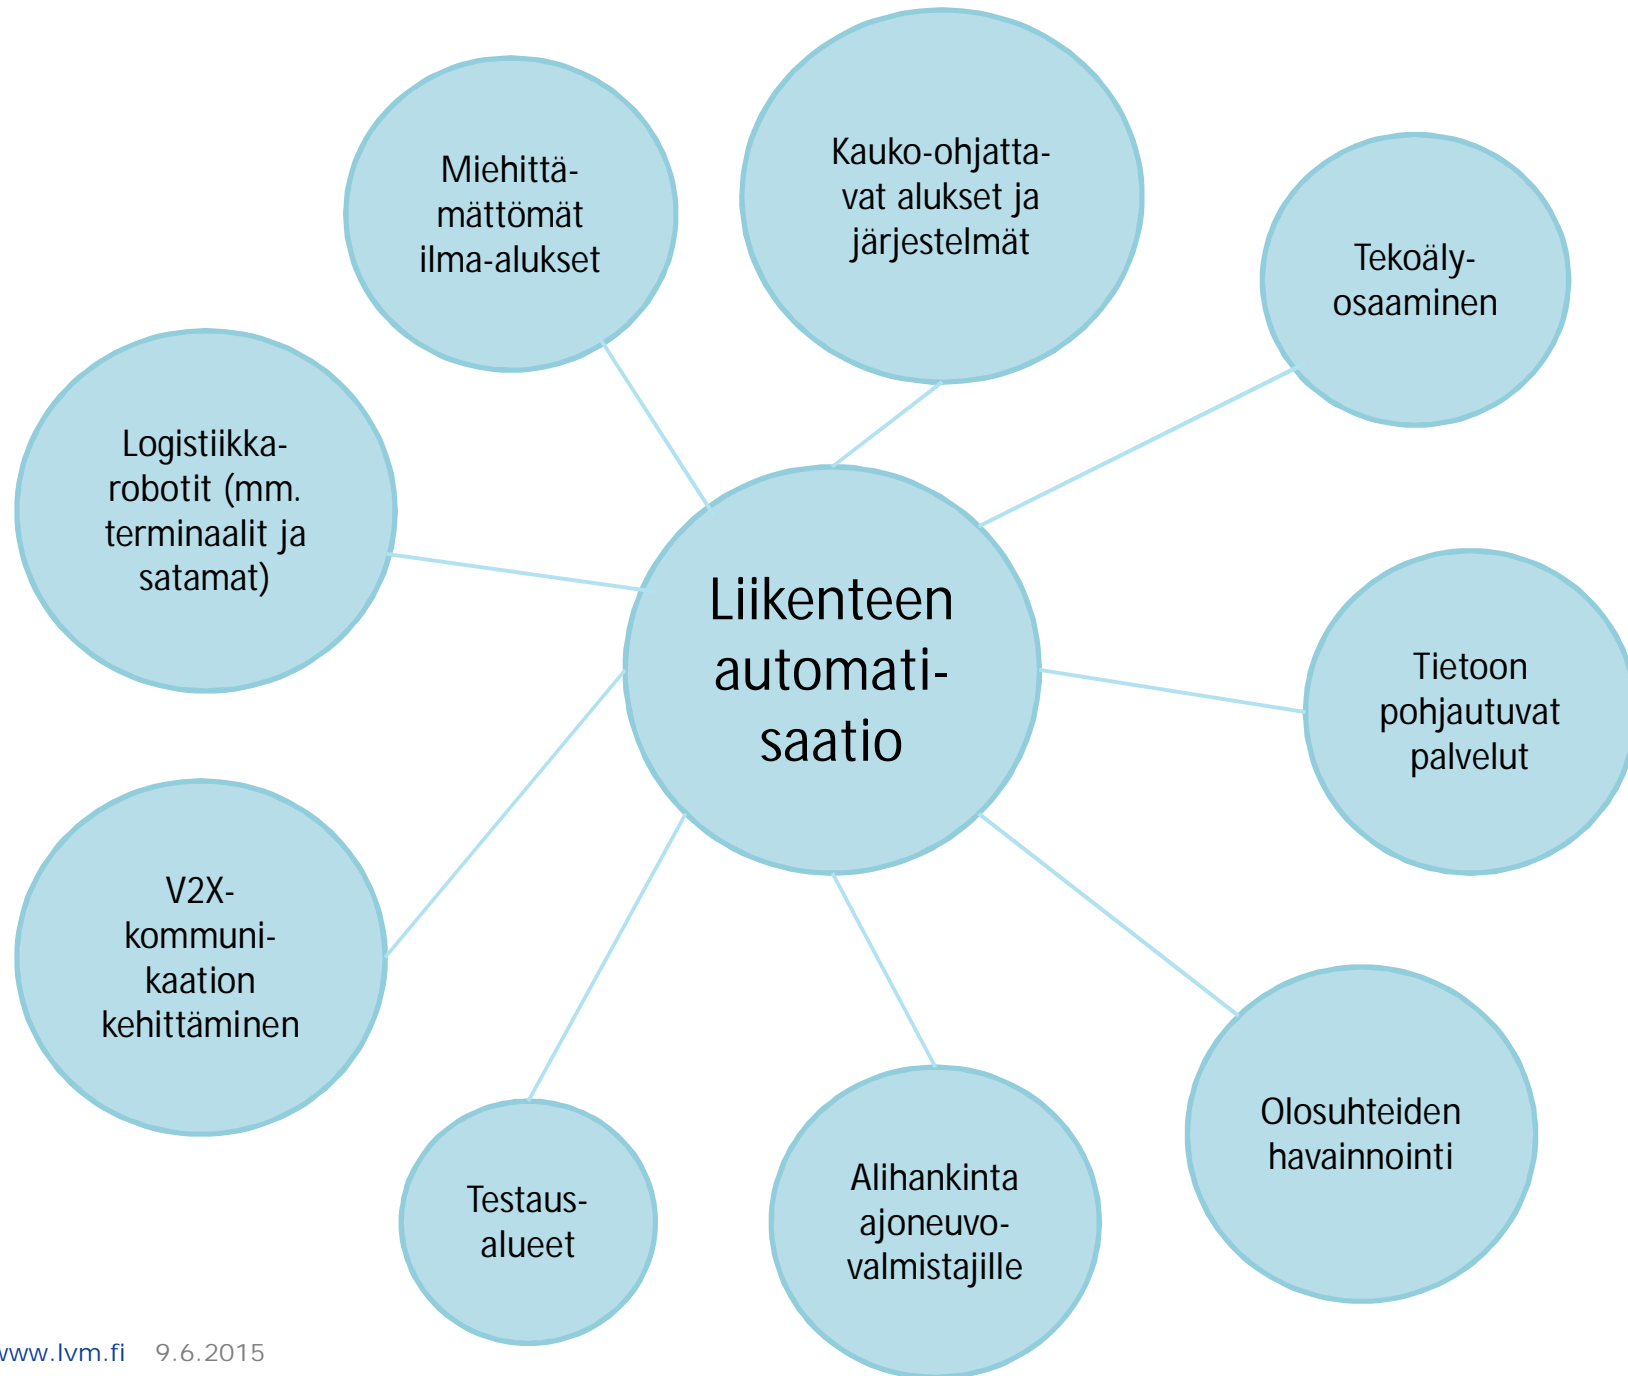 Miehittä-
mättömät
ilma-alukset
Kauko-ohjatta-
vat alukset ja
järjestelmät
Tekoäly-
osaaminen
Logistiikka-
robotit (mm.
terminaalit ja
satamat)
Liikenteen
automati-
saatio
Tietoon
pohjautuvat
palvelut
V2X-
kommuni-
kaation
kehittäminen
Olosuhteiden
havainnointi
Testaus-
alueet
Alihankinta
ajoneuvo-
valmistajille
www.lvm.fi 9.6.2015